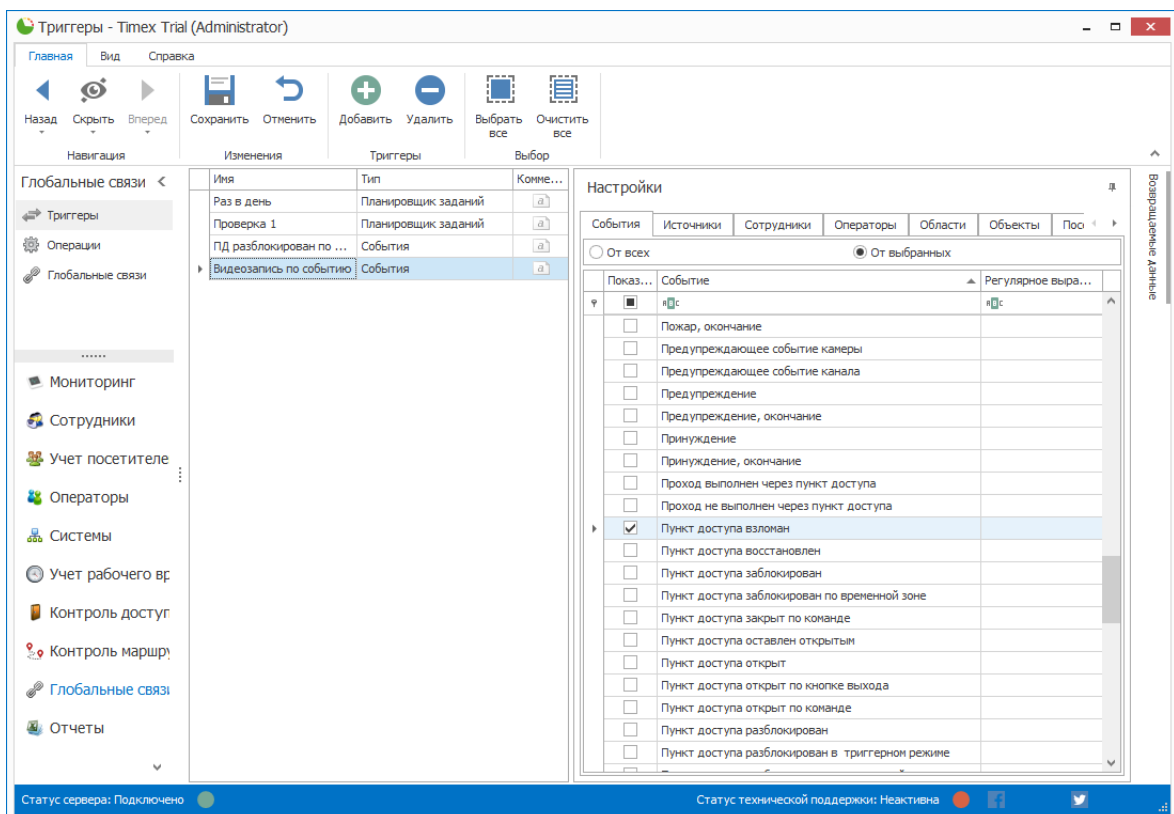 Триггеры - Timex Trial (Administrator)
Главная Вид Справка
Назад Скрыть Вперед Сохранить Отменить Добавить Удалить Выбрать все Очистить все
Навигация Изменения Триггеры Выбор
Глобальные связи
Триггеры
Операции
Глобальные связи
Мониторинг
Сотрудники
Учет посетителе
Операторы
Системы
Учет рабочего вр
Контроль доступ
Контроль маршру
Глобальные связи
Отчеты
Имя Тип Комме...
Раз в день Планировщик заданий
Проверка 1 Планировщик заданий
ПД разблокирован по ... События
Видеозапись по событию События
Настройки
События Источники Сотрудники Операторы Области Объекты Посе
От всех От выбранных
Показ... Событие Регулярное выра...
Пожар, окончание
Предупреждающее событие камеры
Предупреждающее событие канала
Предупреждение
Предупреждение, окончание
Принуждение
Принуждение, окончание
Проход выполнен через пункт доступа
Проход не выполнен через пункт доступа
Пункт доступа взломан
Пункт доступа восстановлен
Пункт доступа заблокирован
Пункт доступа заблокирован по временной зоне
Пункт доступа закрыт по команде
Пункт доступа оставлен открытым
Пункт доступа открыт
Пункт доступа открыт по кнопке выхода
Пункт доступа открыт по команде
Пункт доступа разблокирован
Пункт доступа разблокирован в триггерном режиме
Возвращаемые данные
Статус сервера: Подключено
Статус технической поддержки: Неактивна